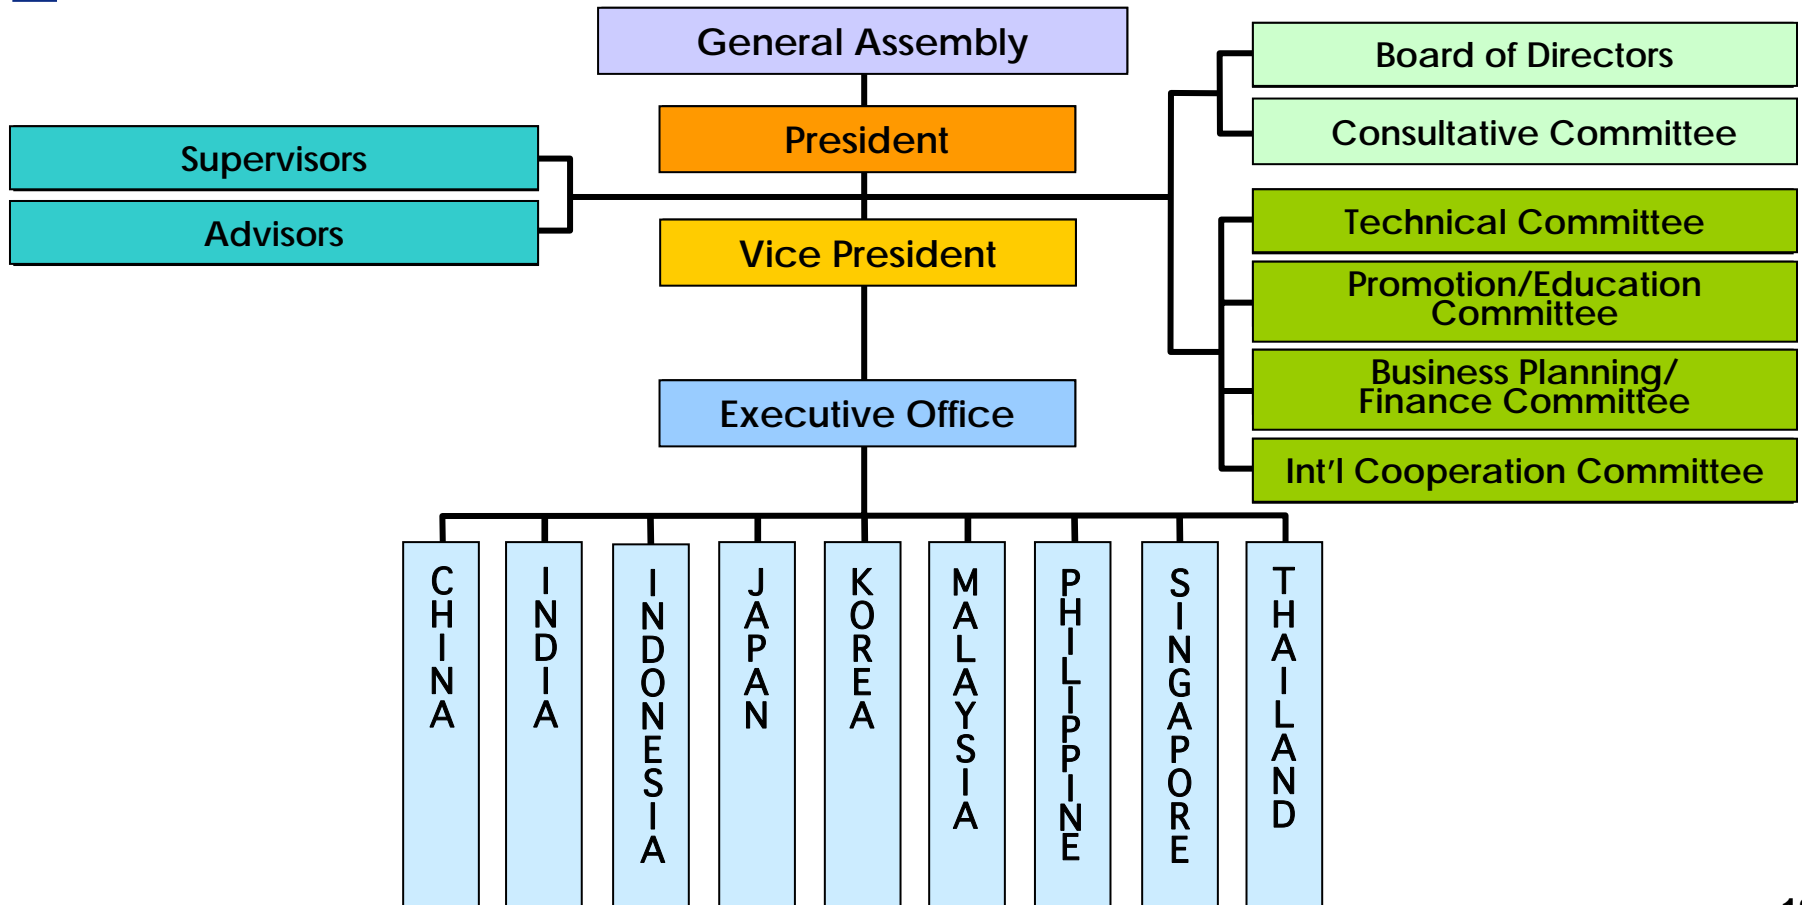 General Assembly
Board of Directors
Consultative Committee
President
Supervisors
Advisors
Vice President
Technical Committee
Promotion/Education
Committee
Business Planning/
Finance Committee
Int'l Cooperation Committee
Executive Office
CHINA
INDIA
INDONESIA
JAPAN
KOREA
MALAYSIA
PHILIPPINE
SINGAPORE
THAILAND